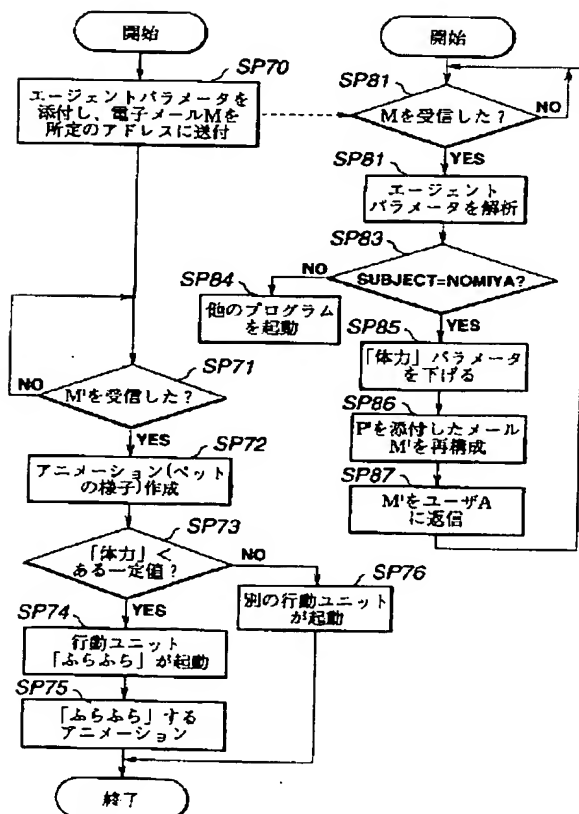 開始
SP70
エージェントパラメータを
添付し、電子メールMを
所定のアドレスに送付
SP71
M'を受信した?
NO
YES
SP72
アニメーション(ペット
の様子)作成
SP73
「体力」<
ある一定値?
NO
YES
SP76
別の行動ユニット
が起動
SP74
行動ユニット
「ふらふら」が起動
SP75
「ふらふら」する
アニメーション
終了
開始
SP81
Mを受信した?
NO
YES
SP81
エージェント
パラメータを解析
SP83
SUBJECT=NOMIYA?
NO
SP84
他のプログラム
を起動
YES
SP85
「体力」パラメータ
を下げる
SP86
P'を添付したメール
M'を再構成
SP87
M'をユーザA
に返信